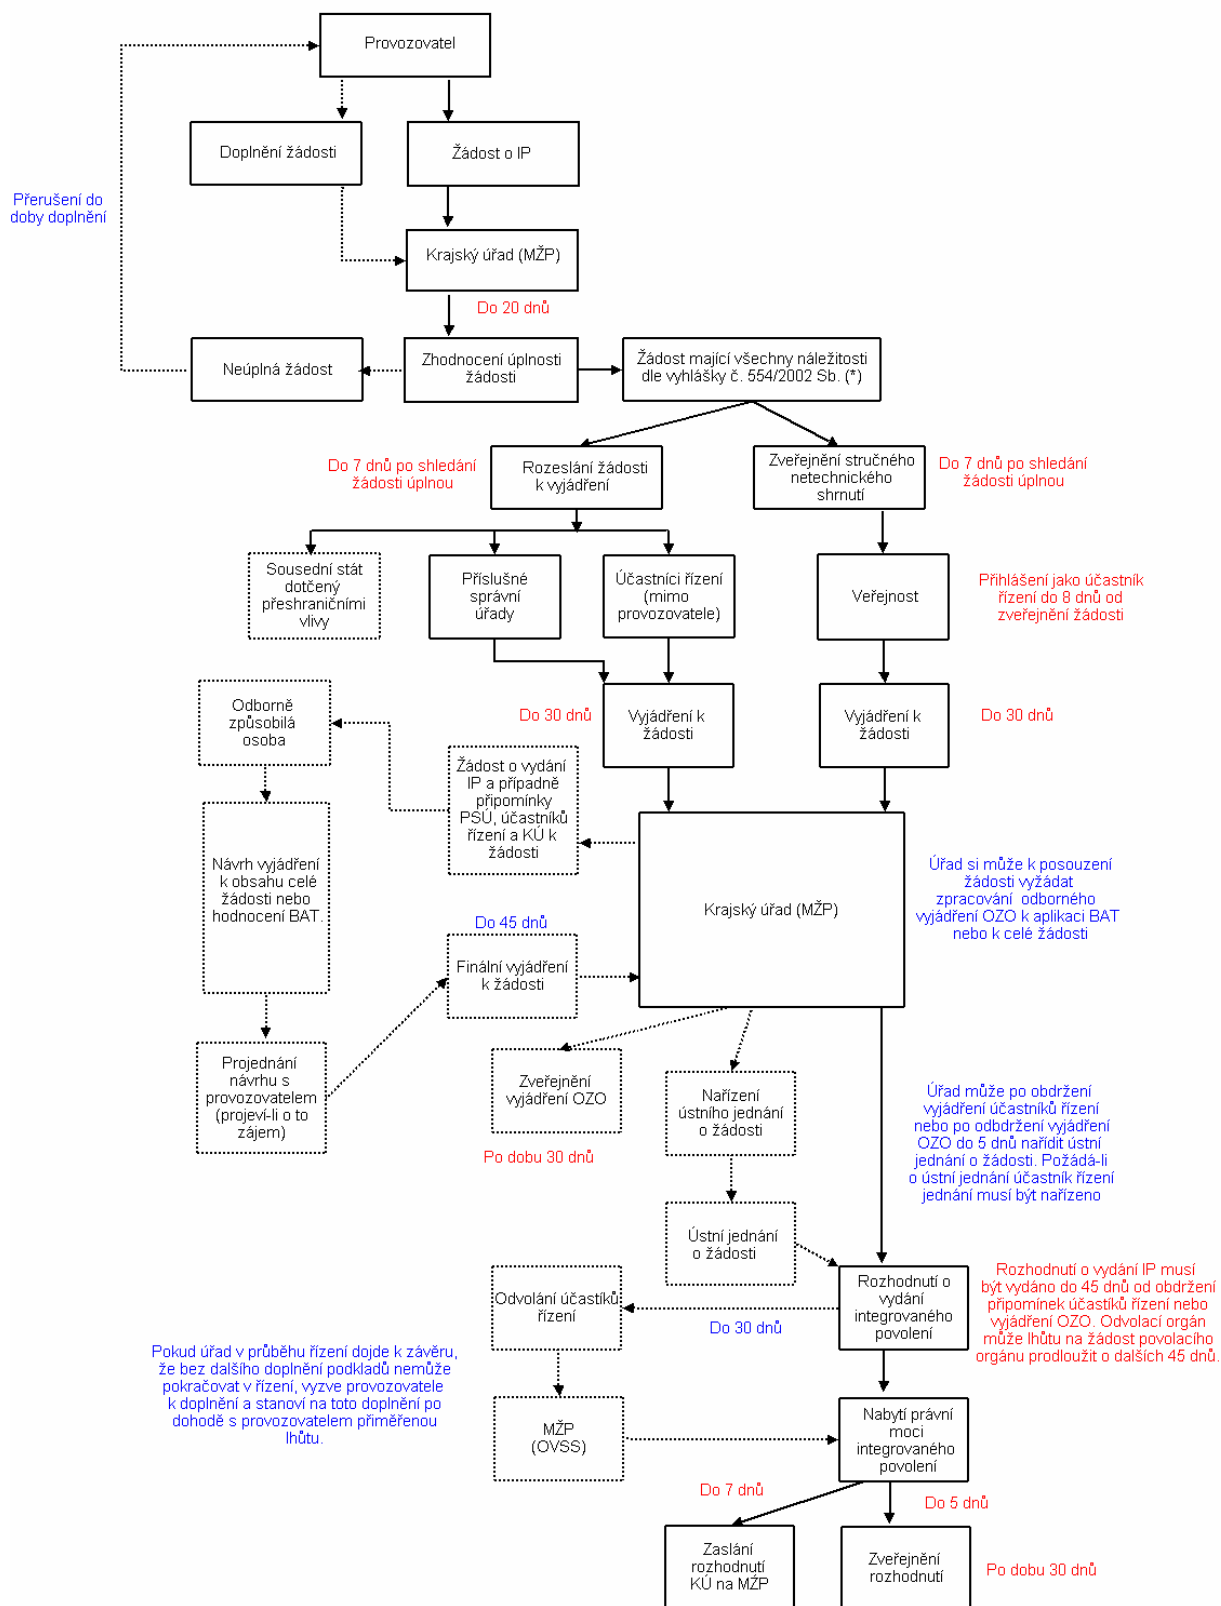 Provozovatel
Doplnění žádosti
Žádost o IP
Přerušení do
doby doplnění
Krajský úřad (MŽP)
Do 20 dnů
Neúplná žádost
Zhodnocení úplnosti
žádosti
Žádost mající všechny náležitosti
dle vyhlášky č. 554/2002 Sb. (*)
Do 7 dnů po shledání
žádosti úplnou
Rozeslání žádosti
k vyjádření
Zveřejnění stručného
netechnického
shrnutí
Do 7 dnů po shledání
žádosti úplnou
Sousední stát
dotčený
přeshraničními
vlivy
Příslušné
správní
úřady
Účastníci řízení
(mimo
provozovatele)
Veřejnost
Přihlášení jako účastník
řízení do 8 dnů od
zveřejnění žádosti
Odborně
způsobilá
osoba
Do 30 dnů
Vyjádření k
žádosti
Vyjádření k
žádosti
Do 30 dnů
Žádost o vydání
IP a případně
připomínky
PSÚ, účastníků
řízení a KÚ k
žádosti
Návrh vyjádření
k obsahu celé
žádosti nebo
hodnocení BAT.
Krajský úřad (MŽP)
Úřad si může k posouzení
žádosti vyžádat
zpracování  odborného
vyjádření OZO k aplikaci BAT
nebo k celé žádosti
Do 45 dnů
Finální vyjádření
k žádosti
Projednání
návrhu s
provozovatelem
(projeví-li o to
zájem)
Zveřejnění
vyjádření OZO
Po dobu 30 dnů
Nařízení
ústního jednání
o žádosti
Úřad může po obdržení
vyjádření účastníků řízení
nebo po odbdržení vyjádření
OZO do 5 dnů nařídit ústní
jednání o žádosti. Požádá-li
o ústní jednání účastník řízení
jednání musí být nařízeno
Ústní jednání
o žádosti
Odvolání účastíků
řízení
Do 30 dnů
Rozhodnutí o
vydání
integrovaného
povolení
Rozhodnutí o vydání IP musí
být vydáno do 45 dnů od obdržení
připomínek účastíků řízení nebo
vyjádření OZO. Odvolací orgán
může lhůtu na žádost povolacího
orgánu prodloužit o dalších 45 dnů.
Pokud úřad v průběhu řízení dojde k závěru,
že bez dalšího doplnění podkladů nemůže
pokračovat v řízení, vyzve provozovatele
k doplnění a stanoví na toto doplnění po
dohodě s provozovatelem přiměřenou
lhůtu.
MŽP
(OVSS)
Nabytí právní
moci
integrovaného
povolení
Do 7 dnů
Do 5 dnů
Zaslání
rozhodnutí
KÚ na MŽP
Zveřejnění
rozhodnutí
Po dobu 30 dnů